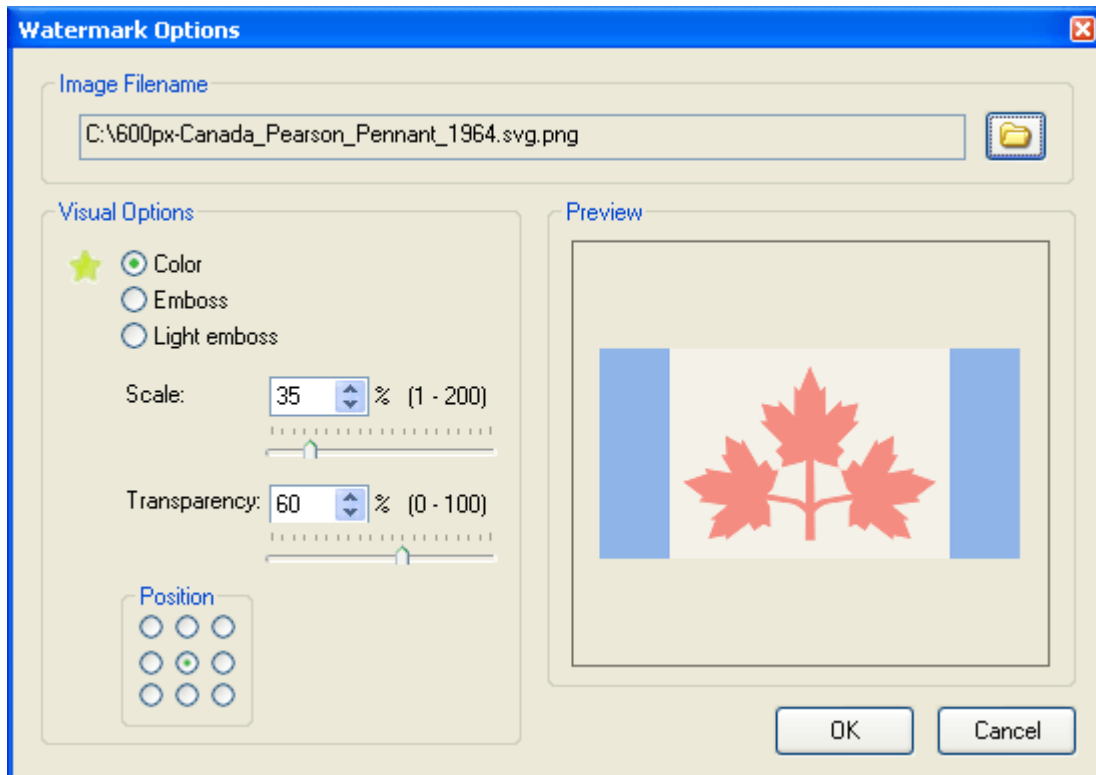 Watermark Options
Image Filename
C:\600px-Canada_Pearson_Pennant_1964.svg.png
Visual Options
Color
Emboss
Light emboss
Scale: 35 % (1 - 200)
Transparency: 60 % (0 - 100)
Position
Preview
OK Cancel